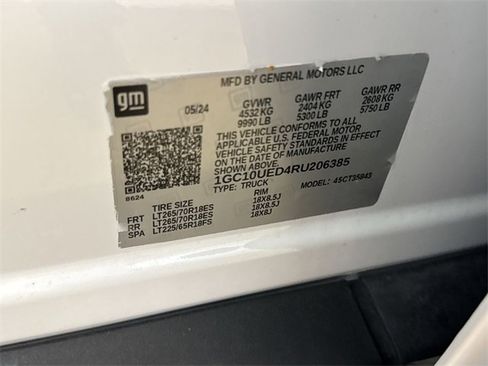 MFD BY GENERAL MOTORS LLC
gm
05/24 GVWR GAWR FRT GAWR RR
4532 KG 2404 KG 2608 KG
9990 LB 5300 LB 5750 LB
THIS VEHICLE CONFORMS TO ALL
APPLICABLE U.S. FEDERAL MOTOR
VEHICLE SAFETY STANDARDS IN EFFECT
ON THE DATE OF MANUFACTURE
SHOWN ABOVE.
1GC10UED4RU206385
8624 TYPE: TRUCK MODEL: 4SCT35843
TIRE SIZE RIM
FRT LT265/70R18ES 18X8.5J
RR LT265/70R18ES 18X8.5J
SPA LT225/65R18FS 18X8J